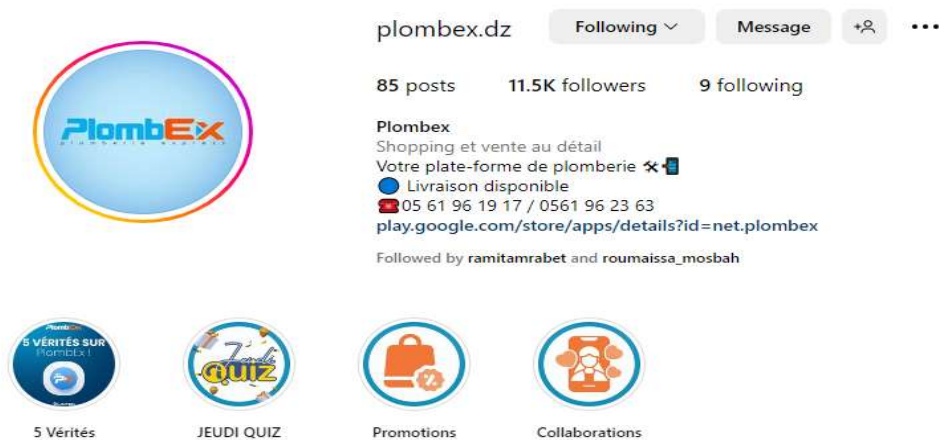 plombex.dz Following Message
85 posts 11.5K followers 9 following
PlombEx
plomberie express
Plombex
Shopping et vente au détail
Votre plate-forme de plomberie
Livraison disponible
05 61 96 19 17 / 0561 96 23 63
play.google.com/store/apps/details?id=net.plombex
Followed by ramitamrabet and roumaissa_mosbah
PlombEx
5 VÉRITÉS SUR
PlombEx !
Jeudi
QUIZ
5 Vérités JEUDI QUIZ Promotions Collaborations